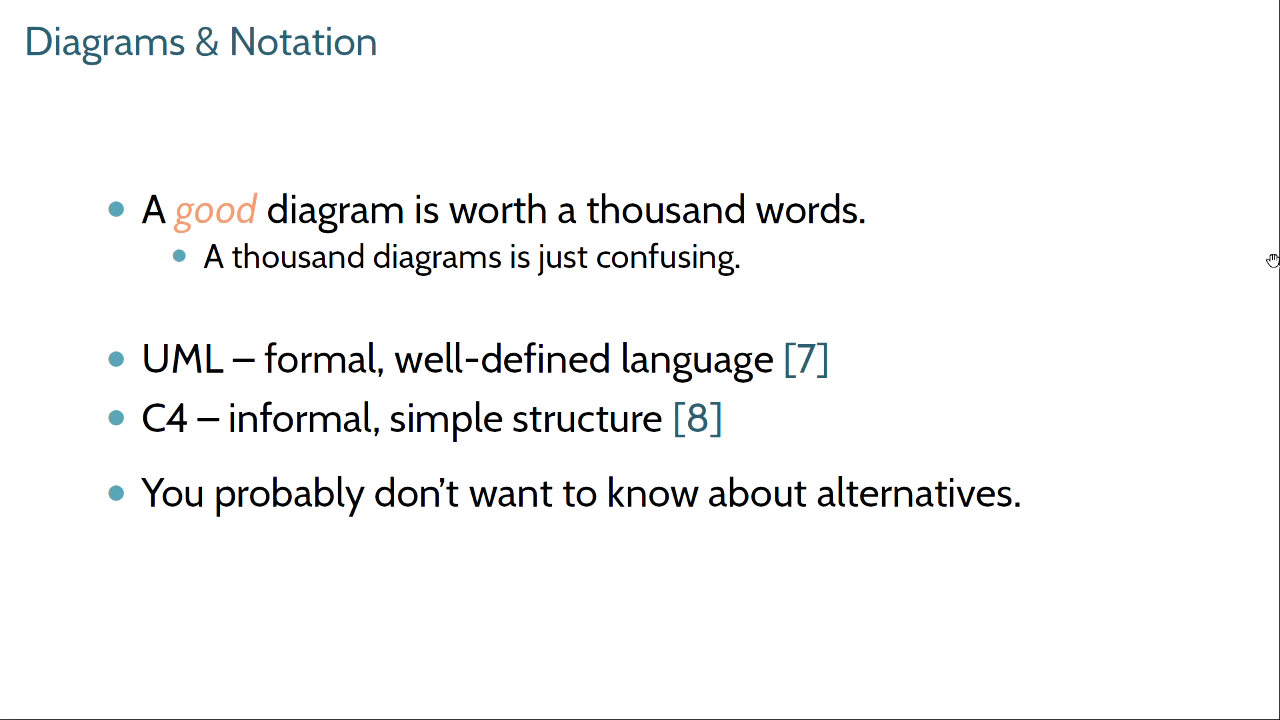 Diagrams & Notation
A good diagram is worth a thousand words.
A thousand diagrams is just confusing.
UML – formal, well-defined language [7]
C4 – informal, simple structure [8]
You probably don’t want to know about alternatives.